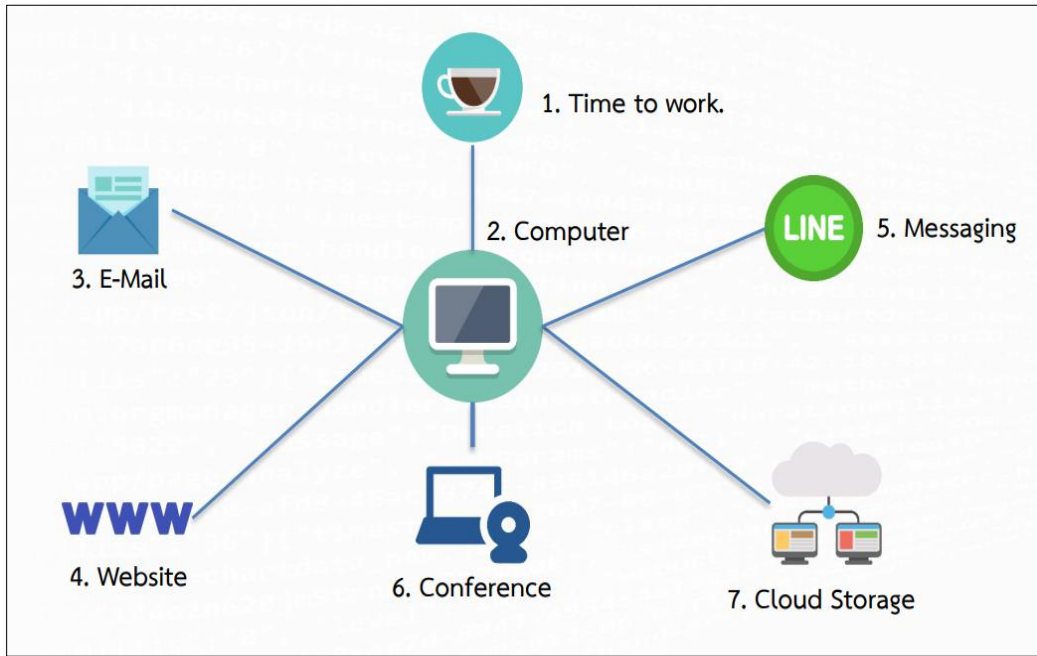 1. Time to work.
2. Computer
3. E-Mail
LINE
5. Messaging
www
4. Website
6. Conference
7. Cloud Storage